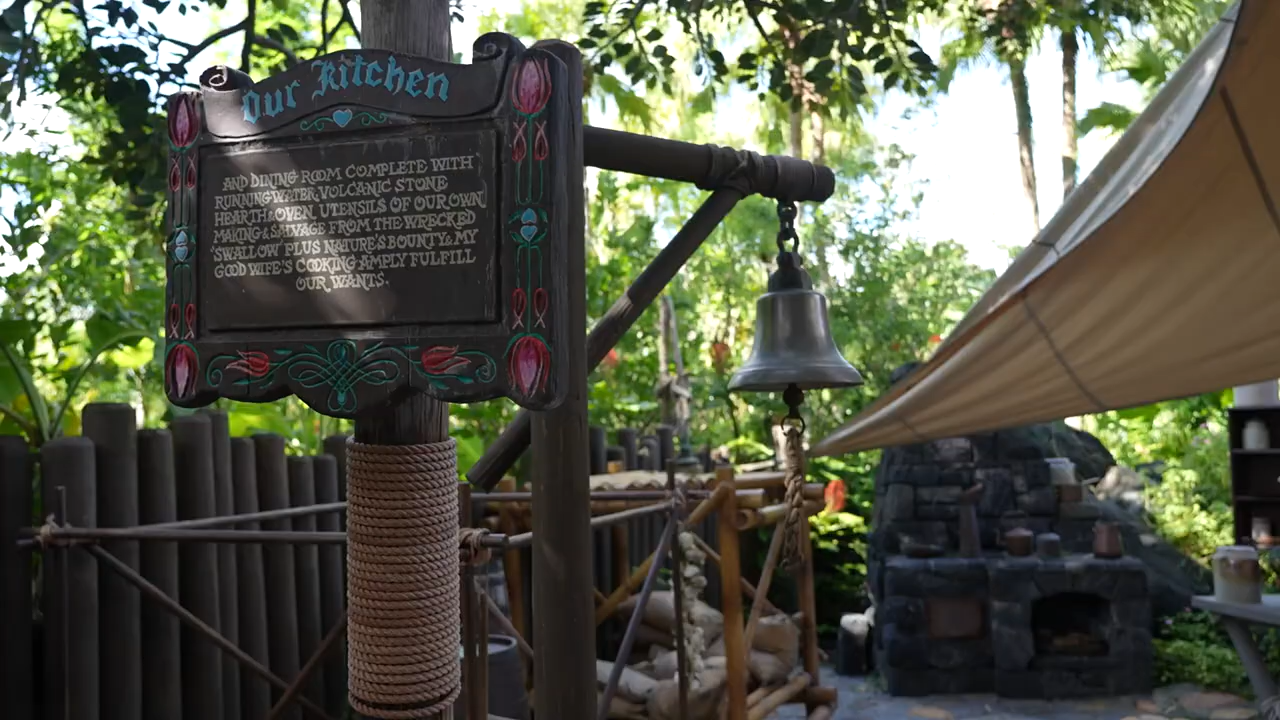 Our Kitchen
AND DINING ROOM COMPLETE WITH
RUNNING WATER, VOLCANIC STONE
HEARTH & OVEN, UTENSILS OF OUR OWN
MAKING & SALVAGE FROM THE WRECKED
'SWALLOW' PLUS NATURE'S BOUNTY & MY
GOOD WIFE'S COOKING AMPLY FULFILL
OUR WANTS.